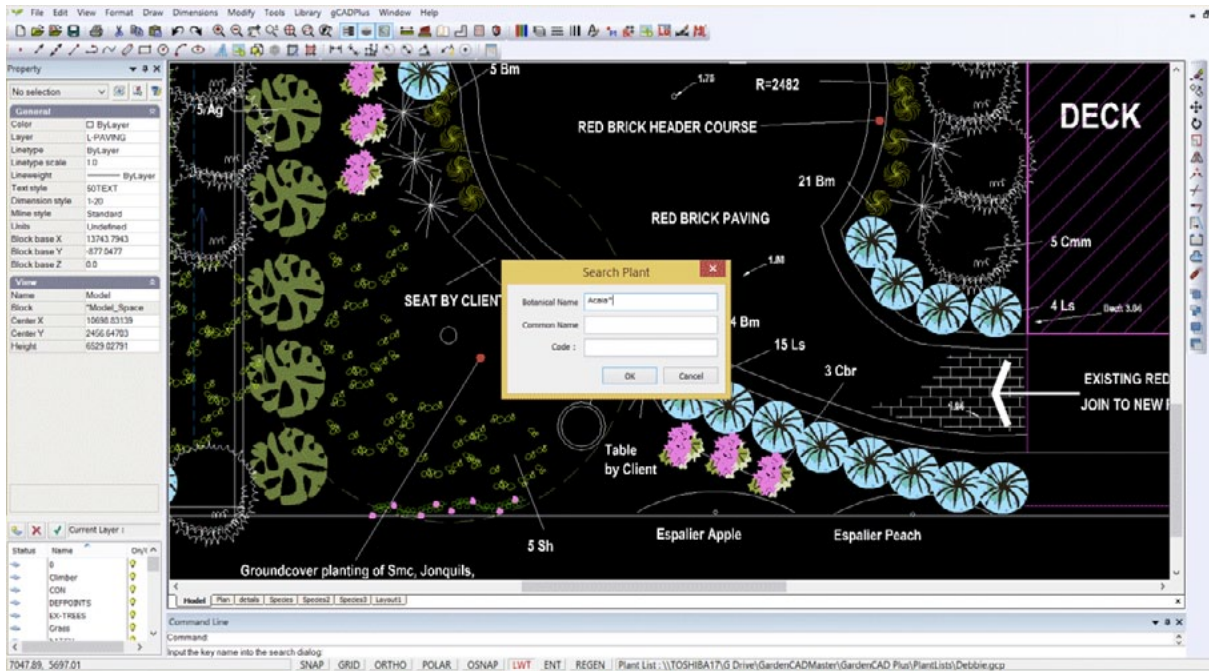 File Edit View Format Draw Dimensions Modify Tools Library gCADPlus Window Help
Property
No selection
General
Color ByLayer
Layer L-PAVING
Linetype ByLayer
Linetype scale 1.0
Lineweight ByLayer
Text style 60TEXT
Dimension style 1-20
Mline style Standard
Units Undefined
Block base X 13743.7943
Block base Y -877.0477
Block base Z 0.0
View
Name Model
Block *Model_Space
Center X 10698.83139
Center Y 2456.64703
Height 6529.02791
Current Layer :
Status Name On/
0
Climber
CON
DEFPOINTS
EX-TREES
Grass
5 Ag
5 Bm
1.75
R=2482
RED BRICK HEADER COURSE
DECK
21 Bm
RED BRICK PAVING
5 Cmm
SEAT BY CLIENT
4 Bm
4 Ls
15 Ls
3 Cbr
EXISTING RED
JOIN TO NEW
Table
by Client
Espalier Apple
Espalier Peach
5 Sh
Groundcover planting of Smc, Jonquils,
Search Plant
Botanical Name Acaia*
Common Name
Code :
OK Cancel
Model Plan details Species Species2 Species3 Layout1
Command Line
Command:
Input the key name into the search dialog:
7047.89, 5697.01 SNAP GRID ORTHO POLAR OSNAP LWT ENT REGEN Plant List : \\TOSHIBA17\G Drive\GardenCADMaster\GardenCAD Plus\PlantLists\Debbie.gcp